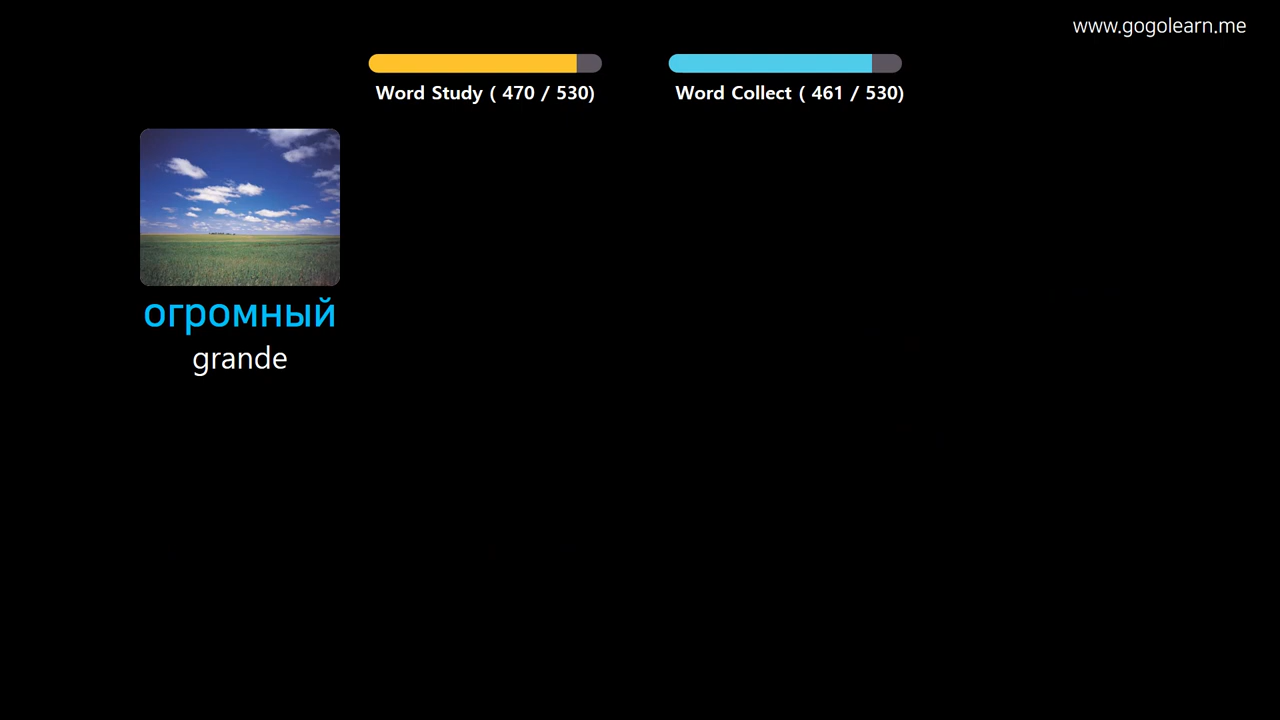 www.gogolearn.me
Word Study ( 470 / 530)
Word Collect ( 461 / 530)
огромный
grande